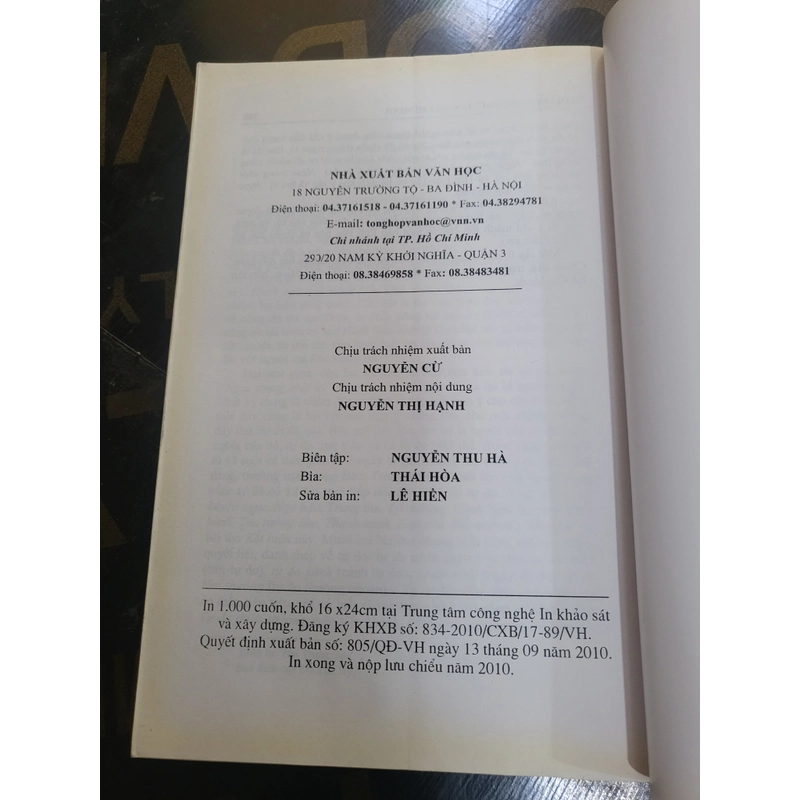 NHÀ XUẤT BẢN VĂN HỌC
18 NGUYỄN TRƯỜNG TỘ - BA ĐÌNH - HÀ NỘI
Điện thoại: 04.37161518 - 04.37161190 * Fax: 04.38294781
E-mail: tonghopvanhoc@vnn.vn
Chi nhánh tại TP. Hồ Chí Minh
290/20 NAM KỲ KHỞI NGHĨA - QUẬN 3
Điện thoại: 08.38469858 * Fax: 08.38483481
Chịu trách nhiệm xuất bản
NGUYỄN CỪ
Chịu trách nhiệm nội dung
NGUYỄN THỊ HẠNH
Biên tập: NGUYỄN THU HÀ
Bìa: THÁI HÒA
Sửa bản in: LÊ HIỀN
In 1.000 cuốn, khổ 16 x24cm tại Trung tâm công nghệ In khảo sát
và xây dựng. Đăng ký KHXB số: 834-2010/CXB/17-89/VH.
Quyết định xuất bản số: 805/QĐ-VH ngày 13 tháng 09 năm 2010.
In xong và nộp lưu chiểu năm 2010.